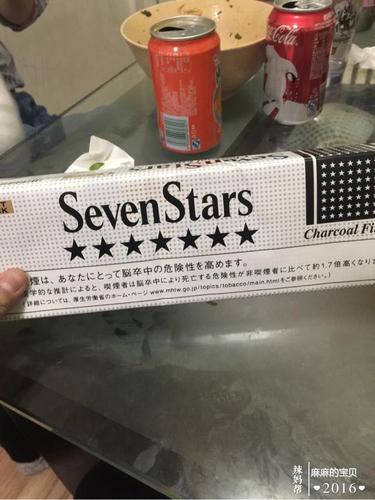 Coca-Cola
SevenStars
★★★★★★★
Charcoal Fi
煙は、あなたにとって脳卒中の危険性を高めます。
学的な推計によると、喫煙者は脳卒中により死亡する危険性が非喫煙者に比べて約1.7倍高くなりま
詳細については、厚生労働省のホーム・ページ www.mhlw.go.jp/topics/tobacco/main.html をご参照ください。)
辣妈帮
麻麻的宝贝
❤2016❤